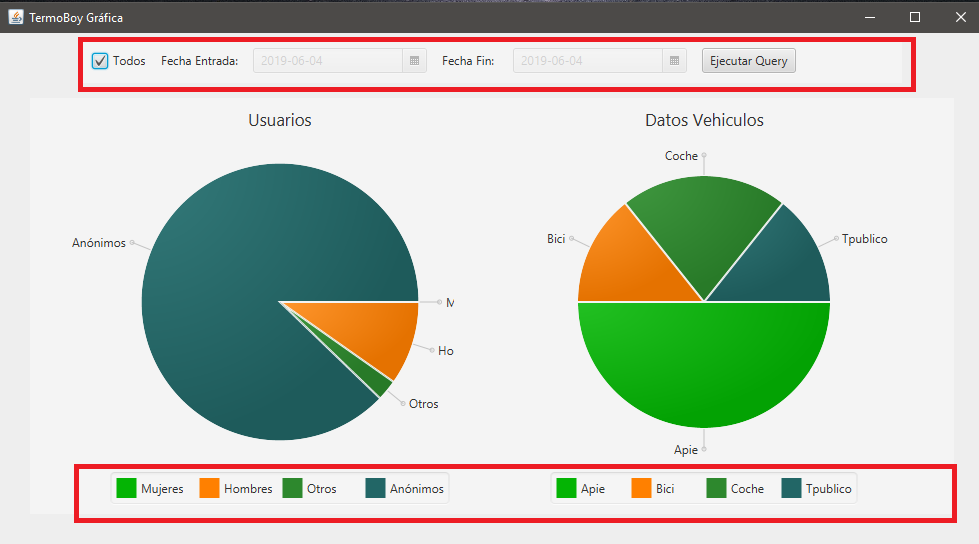 TermoBoy Gráfica
Todos Fecha Entrada: 2019-06-04 Fecha Fin: 2019-06-04 Ejecutar Query
Usuarios
Anónimos
M
Ho
Otros
Mujeres Hombres Otros Anónimos
Datos Vehiculos
Coche
Bici
Tpublico
Apie
Apie Bici Coche Tpublico